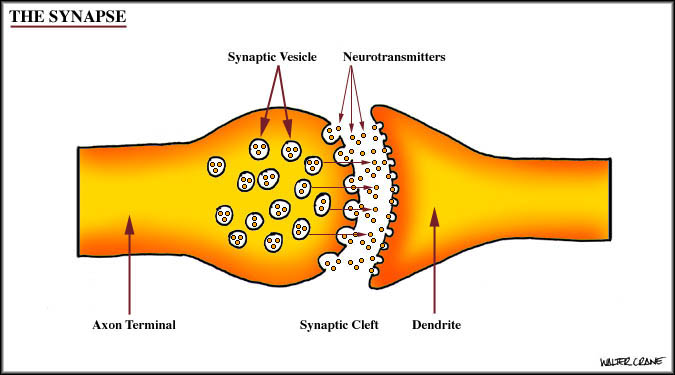 THE SYNAPSE
Synaptic Vesicle
Neurotransmitters
Axon Terminal
Synaptic Cleft
Dendrite
WALTER CRANE